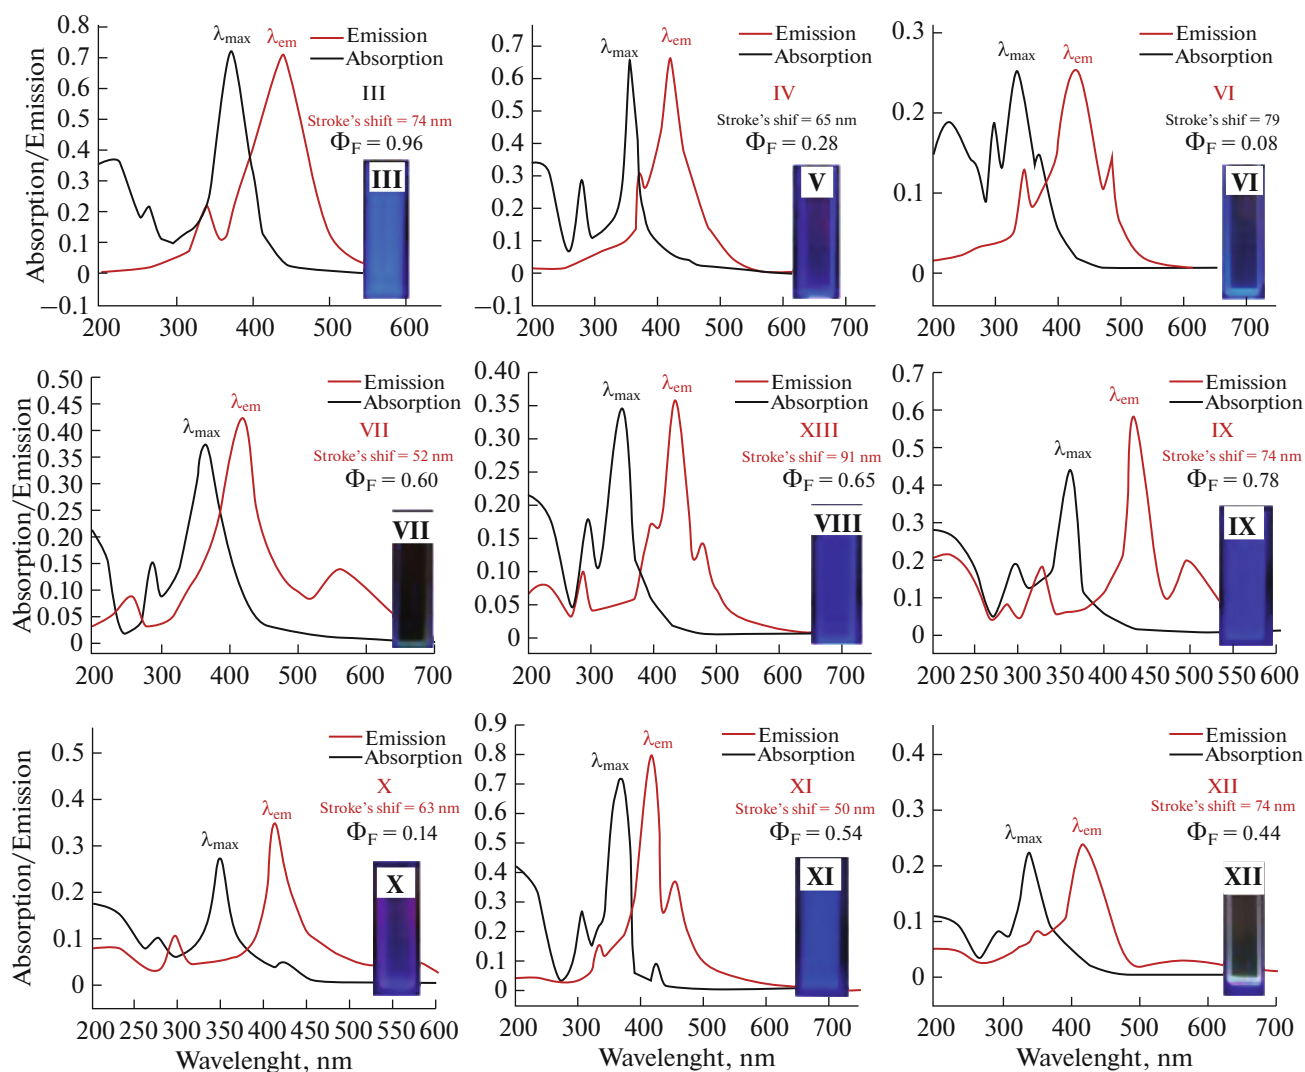 Absorption/Emission
0.8
0.7
0.6
0.5
0.4
0.3
0.2
0.1
0
−0.1
200 300 400 500 600
λmax
λem
Emission
Absorption
III
Stroke's shift = 74 nm
ΦF = 0.96
III
0.7
0.6
0.5
0.4
0.3
0.2
0.1
0
−0.1
200 300 400 500 600 700
λmax
λem
Emission
Absorption
IV
Stroke's shif = 65 nm
ΦF = 0.28
V
0.3
0.2
0.1
0
200 300 400 500 600 700
λmax
λem
Emission
Absorption
VI
Stroke's shif = 79
ΦF = 0.08
VI
Absorption/Emission
0.50
0.45
0.40
0.35
0.30
0.25
0.20
0.15
0.10
0.05
0
200 300 400 500 600 700
λmax
λem
Emission
Absorption
VII
Stroke's shif = 52 nm
ΦF = 0.60
VII
0.40
0.35
0.30
0.25
0.20
0.15
0.10
0.05
0
200 300 400 500 600 700
λmax
λem
Emission
Absorption
XIII
Stroke's shif = 91 nm
ΦF = 0.65
VIII
0.7
0.6
0.5
0.4
0.3
0.2
0.1
0
200 250 300 350 400 450 500 550 600
λmax
λem
Emission
Absorption
IX
Stroke's shif = 74 nm
ΦF = 0.78
IX
Absorption/Emission
0.5
0.4
0.3
0.2
0.1
0
200 250 300 350 400 450 500 550 600
λmax
λem
Emission
Absorption
X
Stroke's shif = 63 nm
ΦF = 0.14
X
Wavelenght, nm
0.9
0.8
0.7
0.6
0.5
0.4
0.3
0.2
0.1
0
200 300 400 500 600 700
λmax
λem
Emission
Absorption
XI
Stroke's shif = 50 nm
ΦF = 0.54
XI
Wavelenght, nm
0.4
0.3
0.2
0.1
0
200 300 400 500 600 700
λmax
λem
Emission
Absorption
XII
Stroke's shift = 74 nm
ΦF = 0.44
XII
Wavelenght, nm